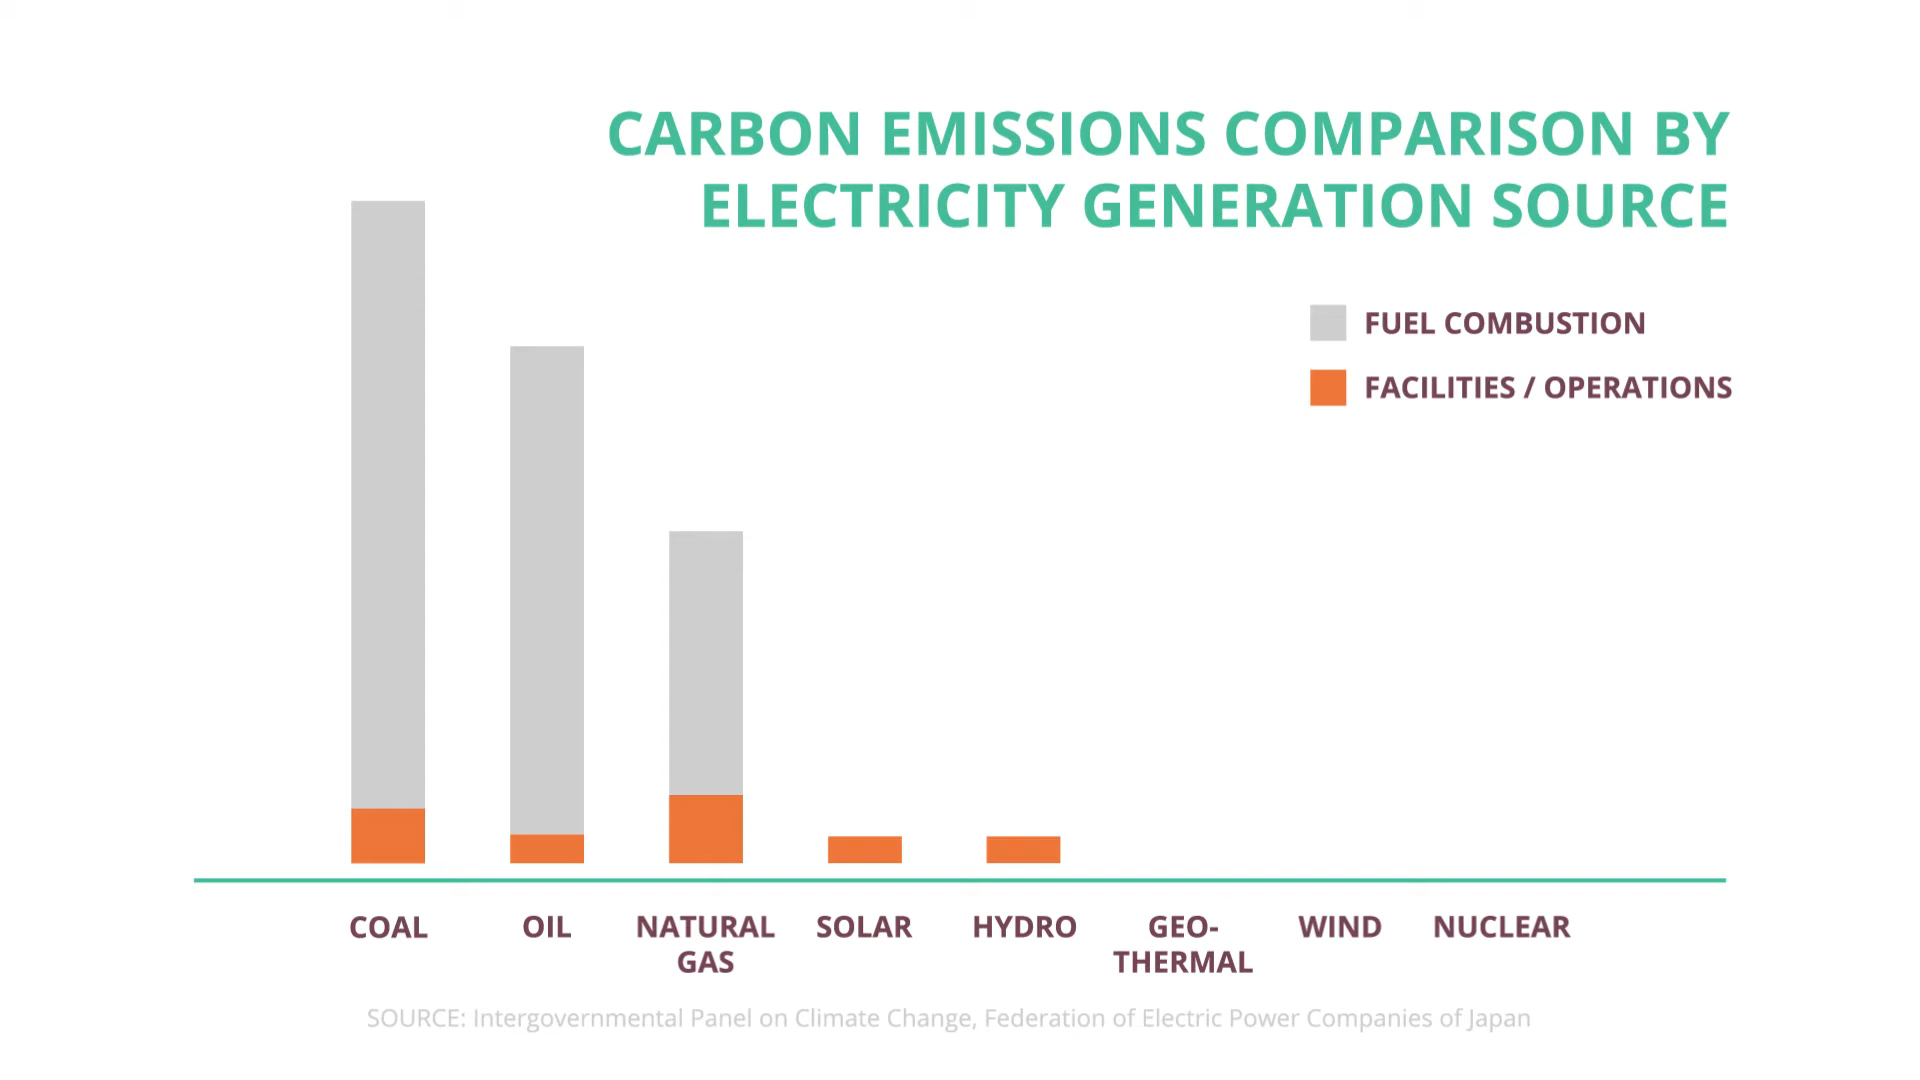 CARBON EMISSIONS COMPARISON BY
ELECTRICITY GENERATION SOURCE
FUEL COMBUSTION
FACILITIES / OPERATIONS
COAL
OIL
NATURAL
GAS
SOLAR
HYDRO
GEO-
THERMAL
WIND
NUCLEAR
SOURCE: Intergovernmental Panel on Climate Change, Federation of Electric Power Companies of Japan